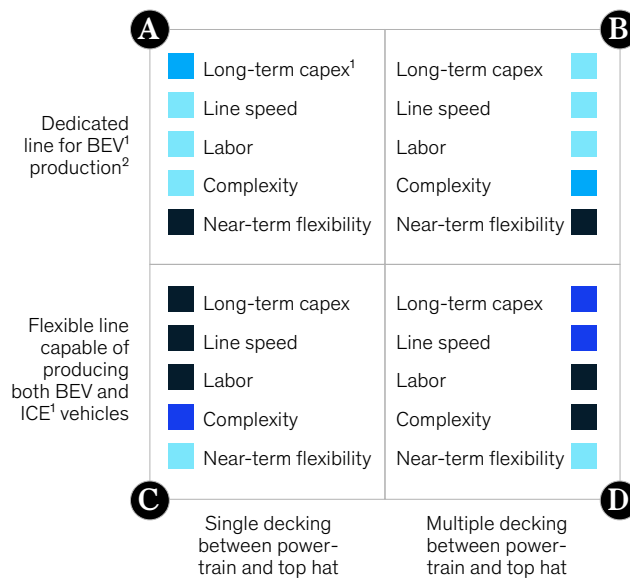 A
B
Long-term capex¹
Line speed
Labor
Complexity
Near-term flexibility
Long-term capex
Line speed
Labor
Complexity
Near-term flexibility
Dedicated
line for BEV¹
production²
Long-term capex
Line speed
Labor
Complexity
Near-term flexibility
Long-term capex
Line speed
Labor
Complexity
Near-term flexibility
Flexible line
capable of
producing
both BEV and
ICE¹ vehicles
C
D
Single decking
between power-
train and top hat
Multiple decking
between power-
train and top hat